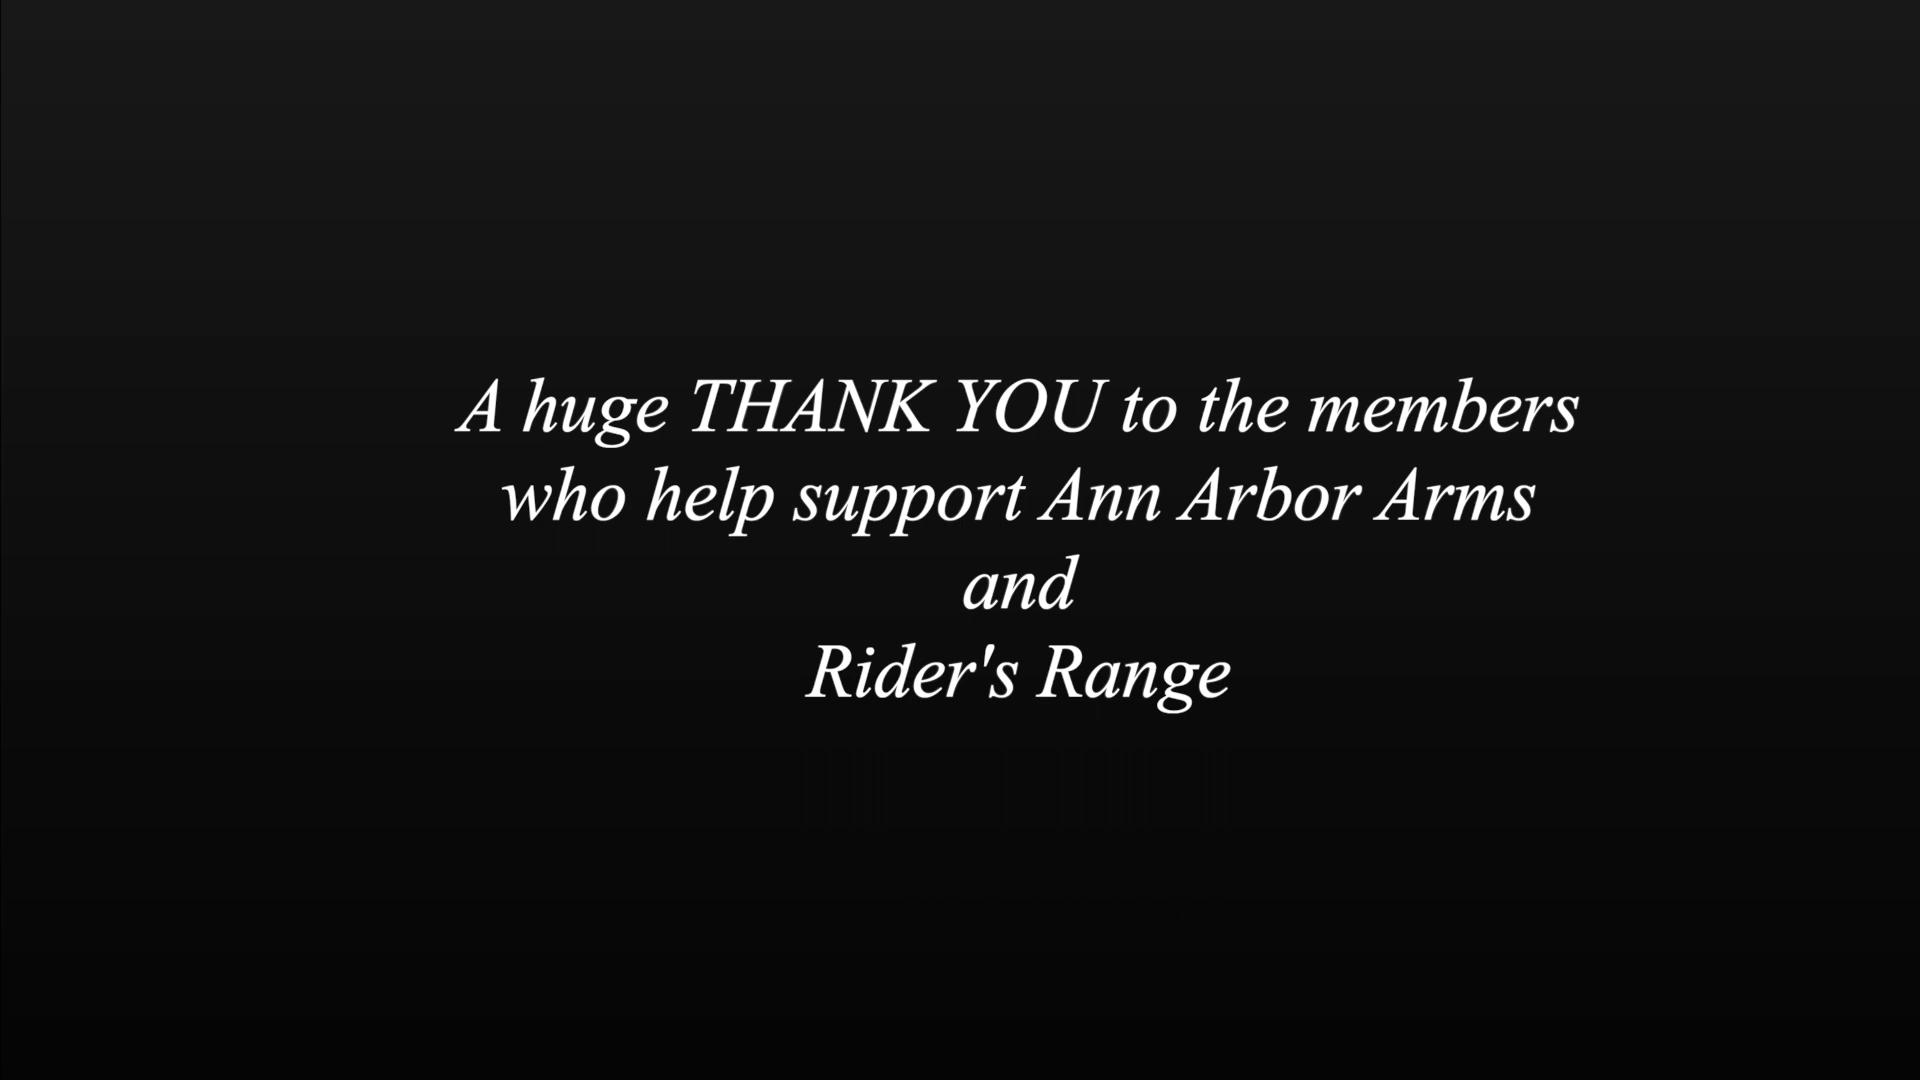 A huge THANK YOU to the members
who help support Ann Arbor Arms
and
Rider's Range